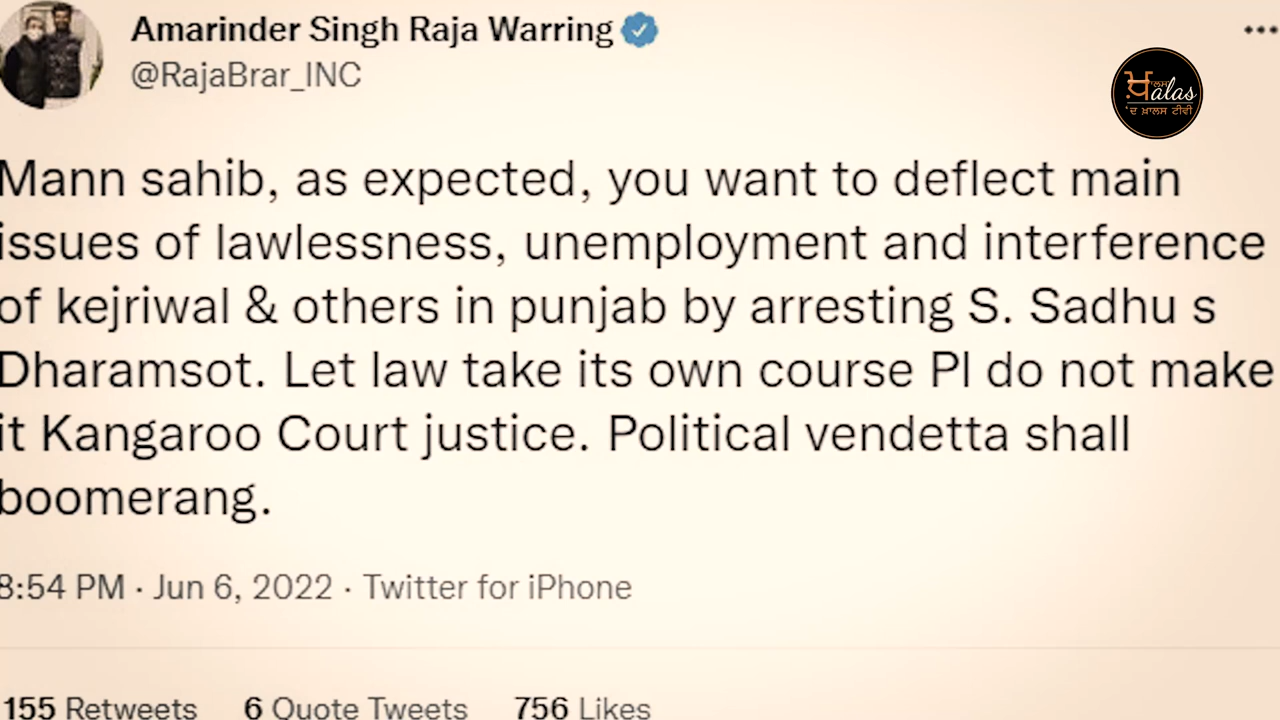 Amarinder Singh Raja Warring
@RajaBrar_INC
ਖ਼ਾਲਸ
alas
'ਦ ਖ਼ਾਲਸ ਟੀਵੀ
Mann sahib, as expected, you want to deflect main
issues of lawlessness, unemployment and interference
of kejriwal & others in punjab by arresting S. Sadhu s
Dharamsot. Let law take its own course Pl do not make
it Kangaroo Court justice. Political vendetta shall
boomerang.
8:54 PM · Jun 6, 2022 · Twitter for iPhone
155 Retweets 6 Quote Tweets 756 Likes